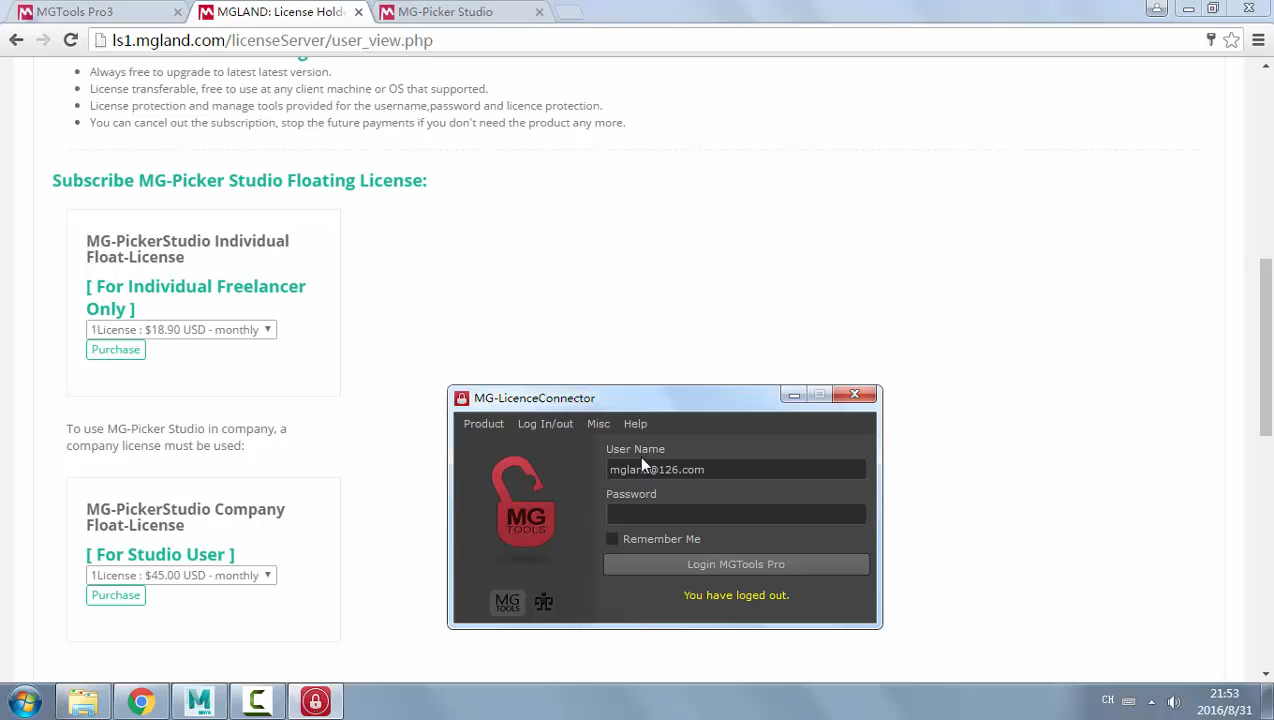 MGTools Pro3
MGLAND: License Hold
MG-Picker Studio
ls1.mgland.com/licenseServer/user_view.php
Always free to upgrade to latest latest version.
License transferable, free to use at any client machine or OS that supported.
License protection and manage tools provided for the username,password and licence protection.
You can cancel out the subscription, stop the future payments if you don't need the product any more.
Subscribe MG-Picker Studio Floating License:
MG-PickerStudio Individual
Float-License
[ For Individual Freelancer
Only ]
1License : $18.90 USD - monthly
Purchase
To use MG-Picker Studio in company, a
company license must be used:
MG-PickerStudio Company
Float-License
[ For Studio User ]
1License : $45.00 USD - monthly
Purchase
MG-LicenceConnector
Product Log In/out Misc Help
User Name
mgland@126.com
Password
Remember Me
Login MGTools Pro
You have loged out.
MG
TOOLS
MG
TOOLS
MAYA
CH
21:53
2016/8/31